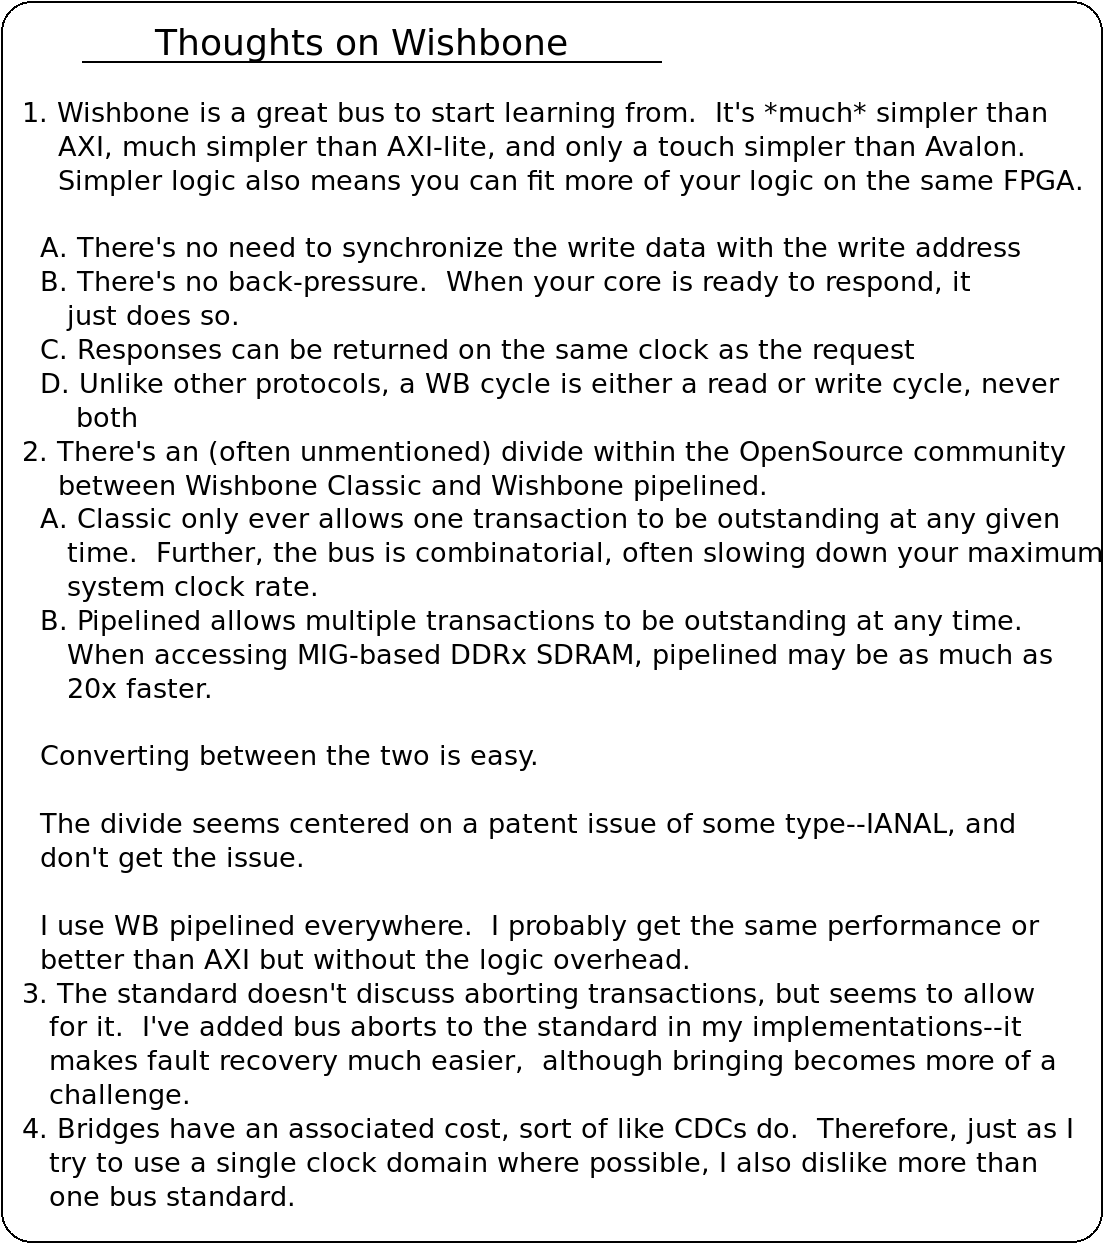 Thoughts on Wishbone
1. Wishbone is a great bus to start learning from.  It's *much* simpler than
AXI, much simpler than AXI-lite, and only a touch simpler than Avalon.
Simpler logic also means you can fit more of your logic on the same FPGA.
A. There's no need to synchronize the write data with the write address
B. There's no back-pressure.  When your core is ready to respond, it
just does so.
C. Responses can be returned on the same clock as the request
D. Unlike other protocols, a WB cycle is either a read or write cycle, never
both
2. There's an (often unmentioned) divide within the OpenSource community
between Wishbone Classic and Wishbone pipelined.
A. Classic only ever allows one transaction to be outstanding at any given
time.  Further, the bus is combinatorial, often slowing down your maximum
system clock rate.
B. Pipelined allows multiple transactions to be outstanding at any time.
When accessing MIG-based DDRx SDRAM, pipelined may be as much as
20x faster.
Converting between the two is easy.
The divide seems centered on a patent issue of some type--IANAL, and
don't get the issue.
I use WB pipelined everywhere.  I probably get the same performance or
better than AXI but without the logic overhead.
3. The standard doesn't discuss aborting transactions, but seems to allow
for it.  I've added bus aborts to the standard in my implementations--it
makes fault recovery much easier,  although bringing becomes more of a
challenge.
4. Bridges have an associated cost, sort of like CDCs do.  Therefore, just as I
try to use a single clock domain where possible, I also dislike more than
one bus standard.